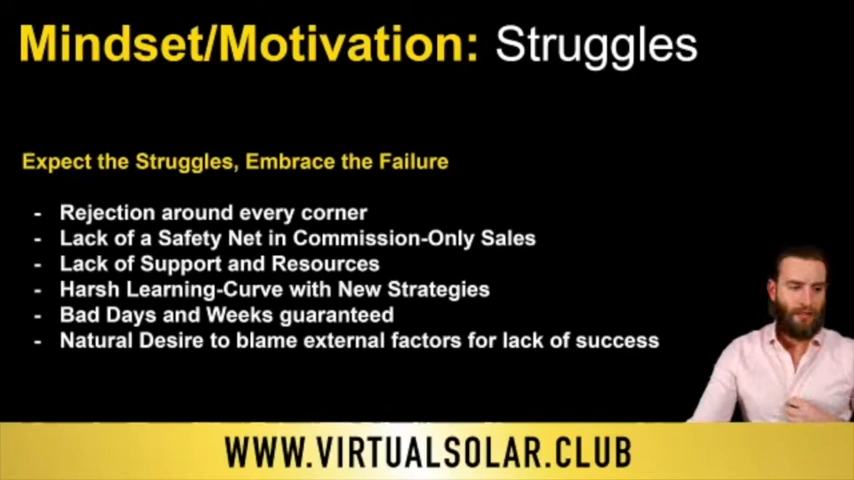 Mindset/Motivation: Struggles
Expect the Struggles, Embrace the Failure
- Rejection around every corner
- Lack of a Safety Net in Commission-Only Sales
- Lack of Support and Resources
- Harsh Learning-Curve with New Strategies
- Bad Days and Weeks guaranteed
- Natural Desire to blame external factors for lack of success
WWW.VIRTUALSOLAR.CLUB